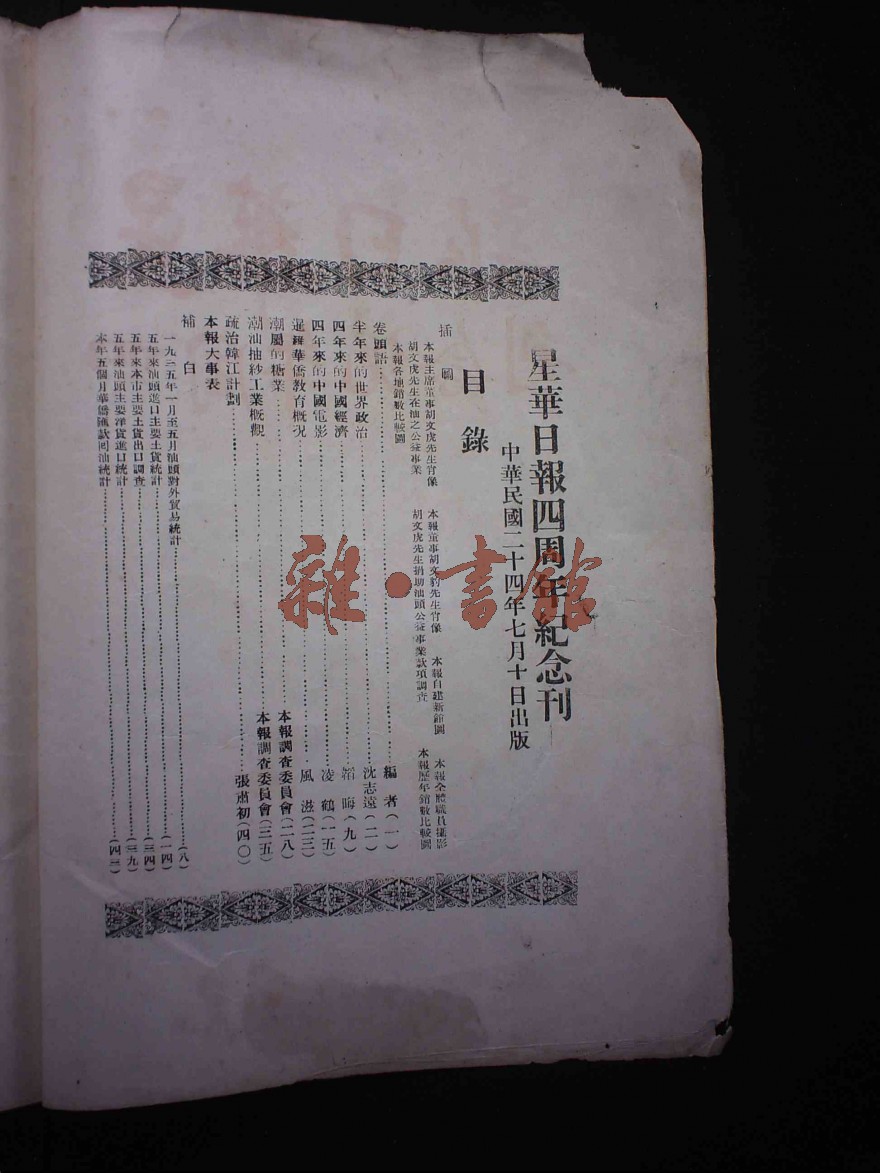 星華日報四周年紀念刊
中華民國二十四年七月十日出版
目錄
插圖
本報主席董事胡文虎先生肖像 本報董事胡文豹先生肖像 本報自建新館圖 本報全體職員攝影
胡文虎先生在汕之公益事業 胡文虎先生捐助汕頭公益事業款項調查 本報歷年銷數比較圖
本報各地銷數比較圖
卷頭語 編者(一)
半年來的世界政治 沈志遠(二)
四年來的中國經濟 晦(九)
四年來的中國電影 凌鶴(一五)
暹羅華僑教育概况 風滋(二三)
潮屬的糖業 本報調查委員會(二八)
潮汕抽紗工業概觀 本報調查委員會(三五)
疏治韓江計劃 張肅初(四〇)
本報大事表
補白
一九三五年一月至五月汕頭對外貿易統計 (八)
五年來汕頭進口主要土貨統計 (一四)
五年來本市主要土貨出口調查 (三四)
五年來汕頭主要洋貨進口統計 (三九)
本年五個月華僑匯款回汕統計
雜·書館